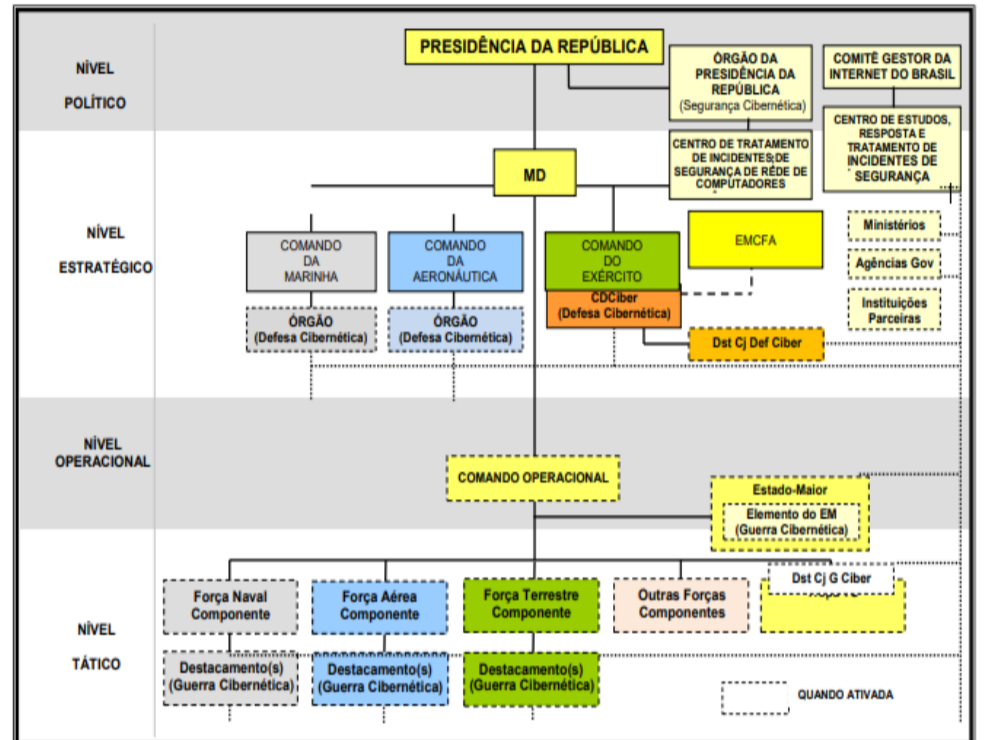 PRESIDÊNCIA DA REPÚBLICA
NÍVEL
POLÍTICO
ÓRGÃO DA
PRESIDÊNCIA DA
REPÚBLICA
(Segurança Cibernética)
COMITÊ GESTOR DA
INTERNET DO BRASIL
CENTRO DE TRATAMENTO
DE INCIDENTES DE
SEGURANÇA DE REDE DE
COMPUTADORES
CENTRO DE ESTUDOS,
RESPOSTA E
TRATAMENTO DE
INCIDENTES DE
SEGURANÇA
MD
NÍVEL
ESTRATÉGICO
COMANDO
DA
MARINHA
COMANDO
DA
AERONÁUTICA
COMANDO
DO
EXÉRCITO
EMCFA
Ministérios
Agências Gov
Instituições
Parceiras
ÓRGÃO
(Defesa Cibernética)
ÓRGÃO
(Defesa Cibernética)
CDCiber
(Defesa Cibernética)
Dst Cj Def Ciber
NÍVEL
OPERACIONAL
COMANDO OPERACIONAL
Estado-Maior
Elemento do EM
(Guerra Cibernética)
NÍVEL
TÁTICO
Força Naval
Componente
Força Aérea
Componente
Força Terrestre
Componente
Outras Forças
Componentes
Dst Cj G Ciber
Destacamento(s)
(Guerra Cibernética)
Destacamento(s)
(Guerra Cibernética)
Destacamento(s)
(Guerra Cibernética)
QUANDO ATIVADA